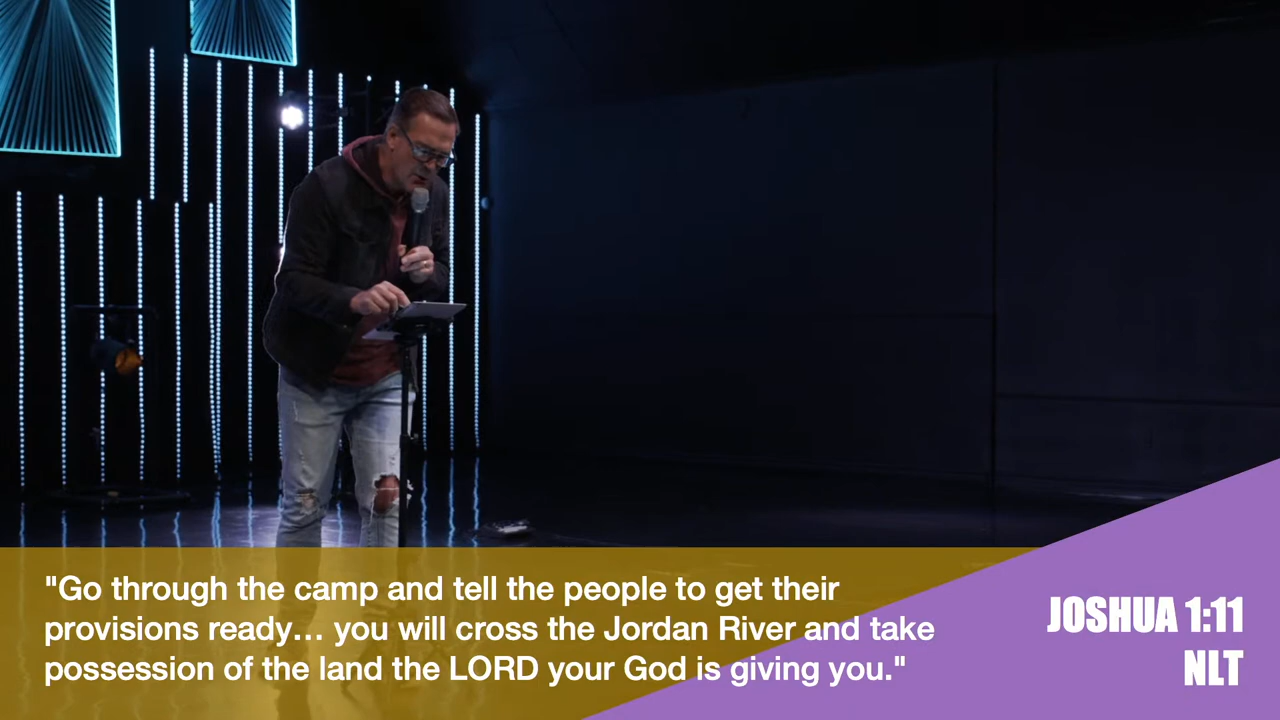 "Go through the camp and tell the people to get their
provisions ready… you will cross the Jordan River and take
possession of the land the LORD your God is giving you."
JOSHUA 1:11
NLT